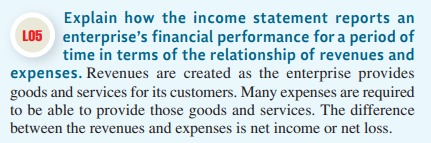 LO5
Explain how the income statement reports an
enterprise's financial performance for a period of
time in terms of the relationship of revenues and
expenses. Revenues are created as the enterprise provides
goods and services for its customers. Many expenses are required
to be able to provide those goods and services. The difference
between the revenues and expenses is net income or net loss.